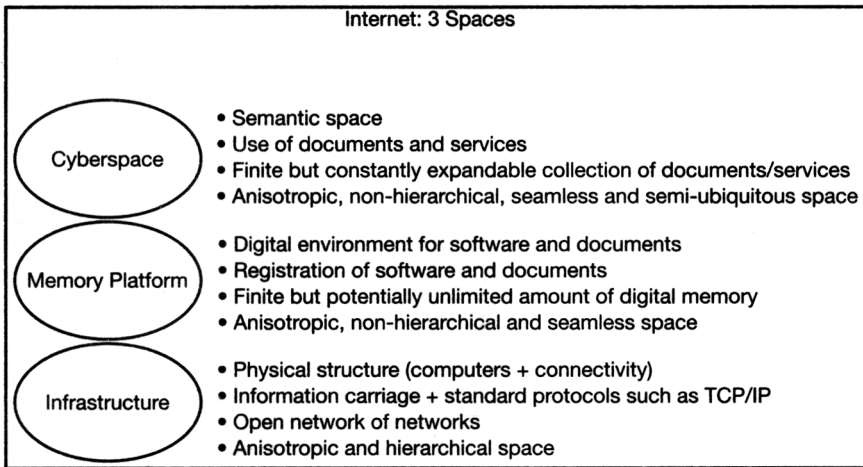 Internet: 3 Spaces
Cyberspace
• Semantic space
• Use of documents and services
• Finite but constantly expandable collection of documents/services
• Anisotropic, non-hierarchical, seamless and semi-ubiquitous space
Memory Platform
• Digital environment for software and documents
• Registration of software and documents
• Finite but potentially unlimited amount of digital memory
• Anisotropic, non-hierarchical and seamless space
Infrastructure
• Physical structure (computers + connectivity)
• Information carriage + standard protocols such as TCP/IP
• Open network of networks
• Anisotropic and hierarchical space